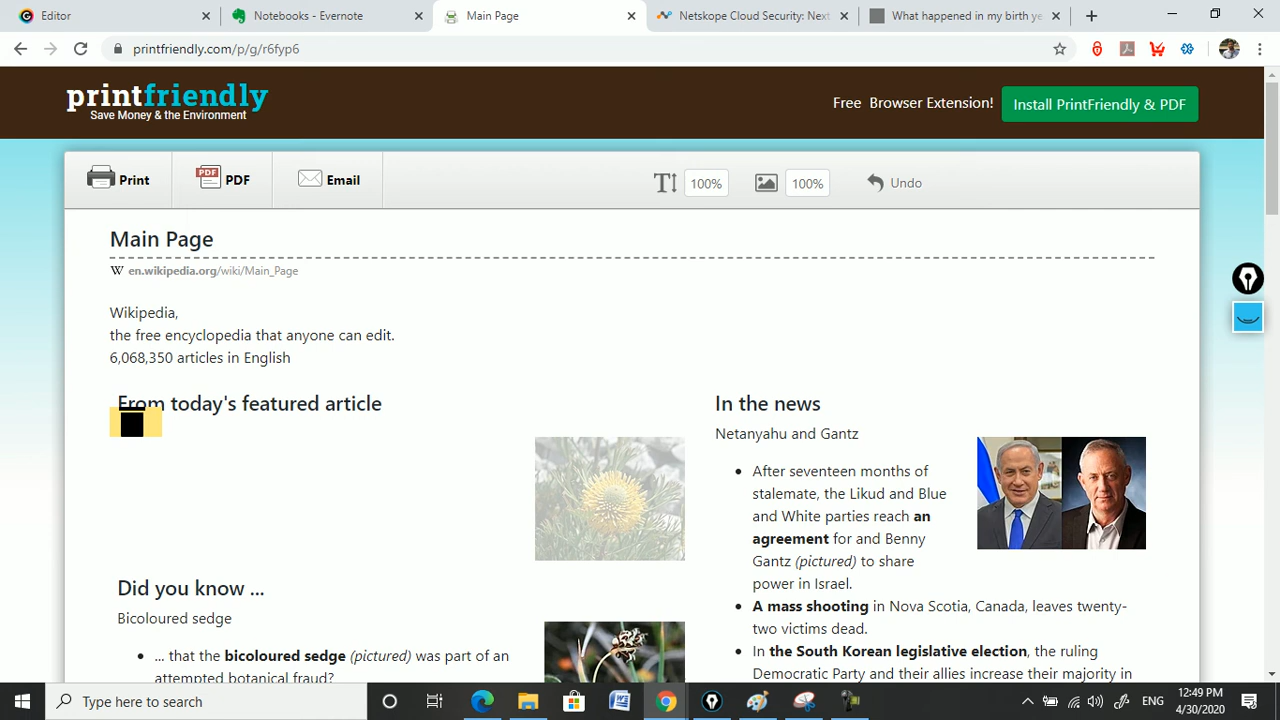 Editor
Notebooks - Evernote
Main Page
Netskope Cloud Security: Next
What happened in my birth ye
printfriendly.com/p/g/r6fyp6
printfriendly
Save Money & the Environment
Free Browser Extension!
Install PrintFriendly & PDF
Print
PDF
PDF
Email
100%
100%
Undo
Main Page
W en.wikipedia.org/wiki/Main_Page
Wikipedia,
the free encyclopedia that anyone can edit.
6,068,350 articles in English
From today's featured article
Did you know ...
Bicoloured sedge
... that the bicoloured sedge (pictured) was part of an
attempted botanical fraud?
In the news
Netanyahu and Gantz
After seventeen months of
stalemate, the Likud and Blue
and White parties reach an
agreement for and Benny
Gantz (pictured) to share
power in Israel.
A mass shooting in Nova Scotia, Canada, leaves twenty-
two victims dead.
In the South Korean legislative election, the ruling
Democratic Party and their allies increase their majority in
Type here to search
ENG
12:49 PM
4/30/2020